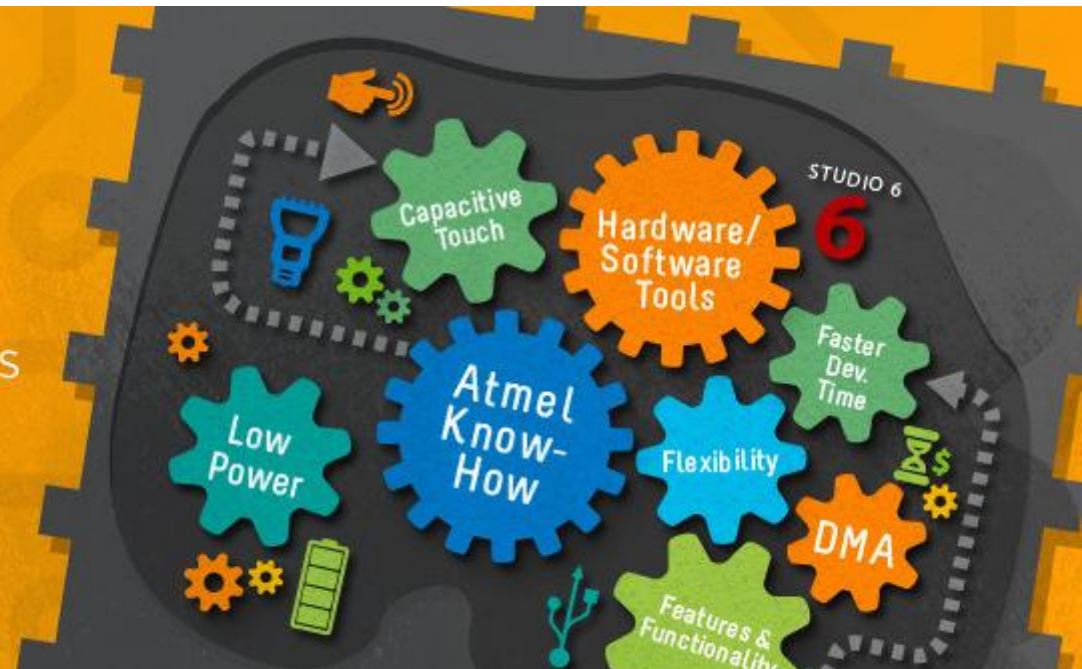 STUDIO 6
6
Capacitive
Touch
Hardware/
Software
Tools
Faster
Dev.
Time
S
Atmel
Know-
How
Low
Power
Flexibility
$
DMA
Features &
Functionality